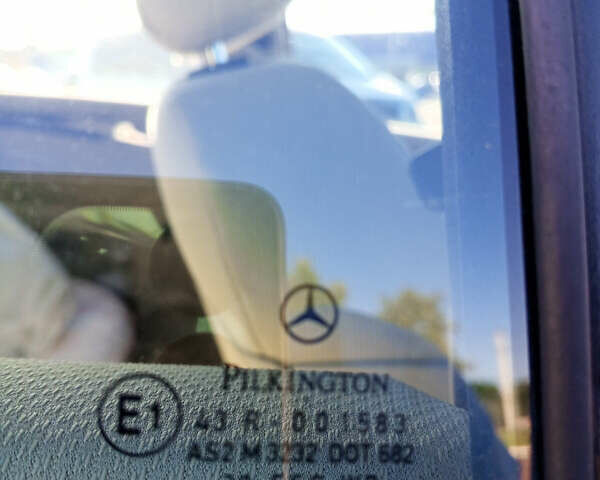 PILKINGTON
E1 43 R-001583
AS2 M 3232 DOT 682